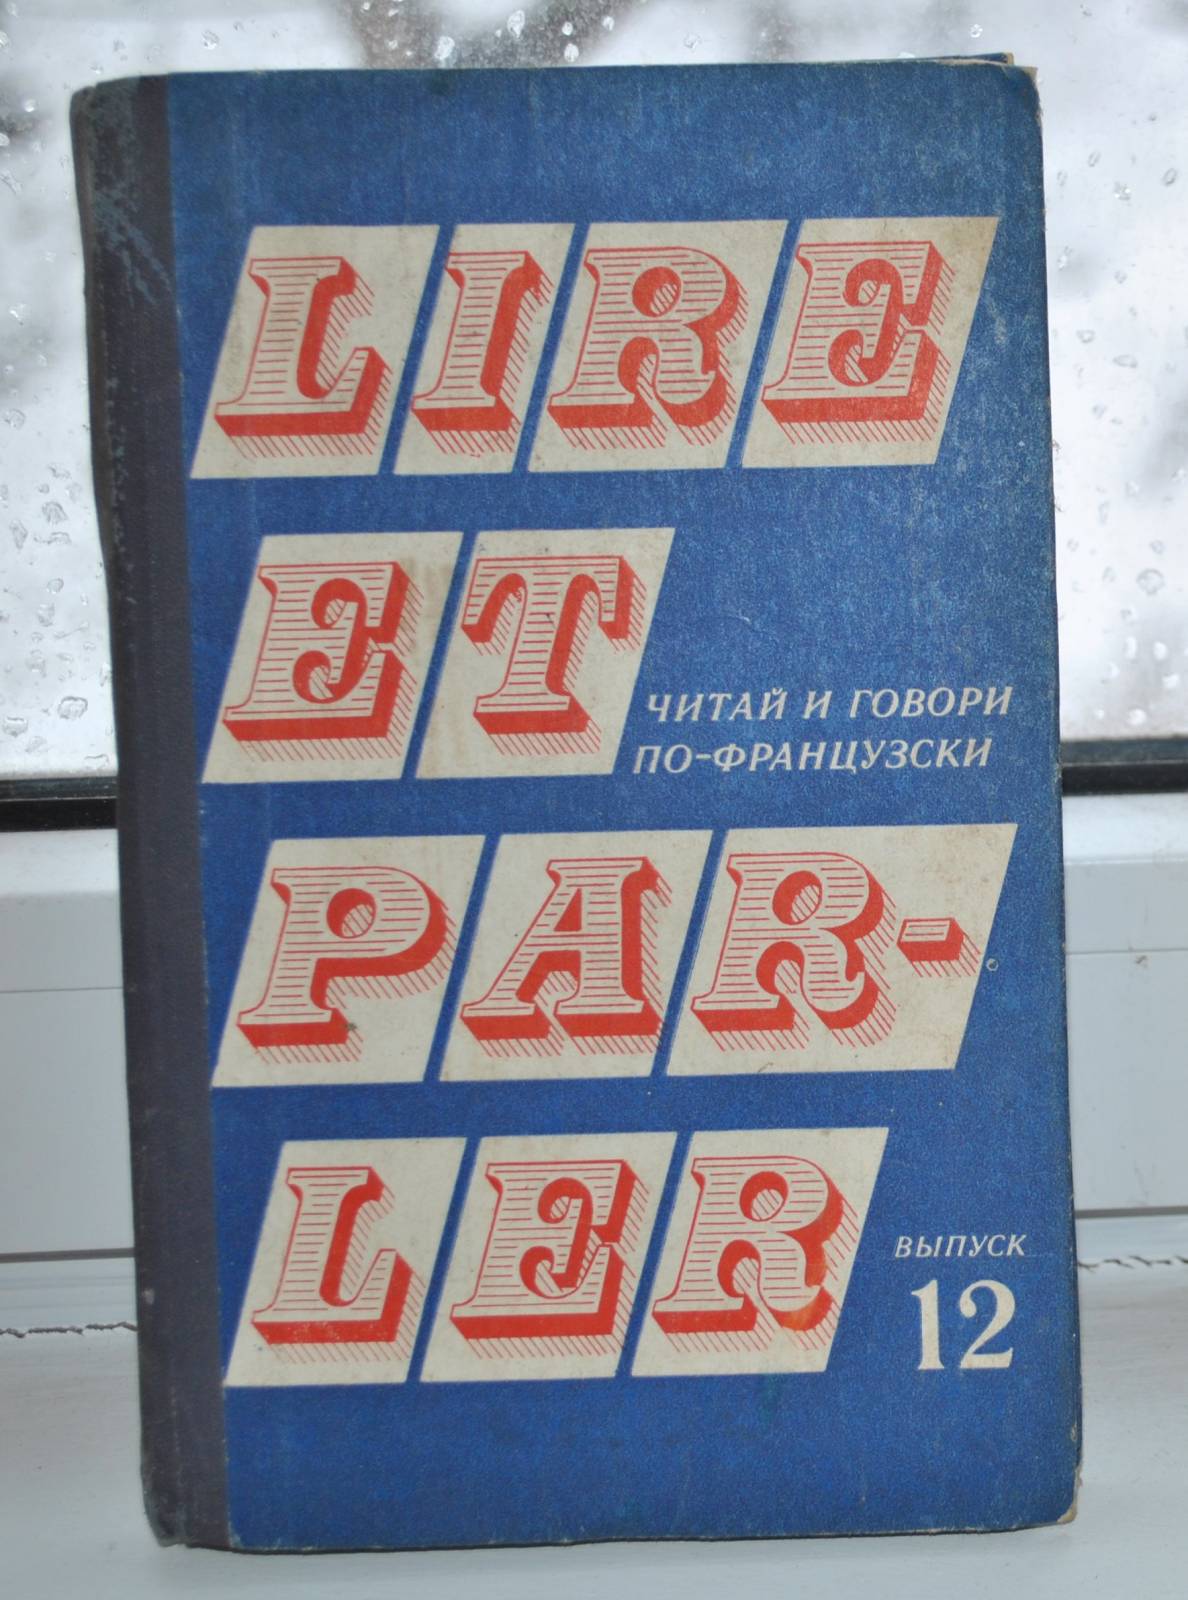 LIRE
ET
ЧИТАЙ И ГОВОРИ
ПО-ФРАНЦУЗСКИ
PAR-
LER
ВЫПУСК
12